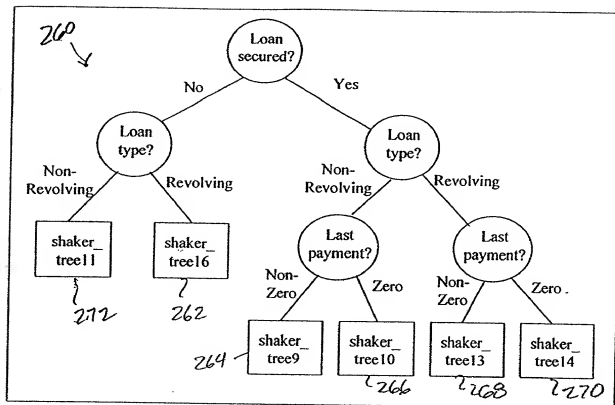 260
Loan
secured?
No
Yes
Loan
type?
Loan
type?
Non-
Revolving
Revolving
Non-
Revolving
Revolving
shaker_
tree11
shaker_
tree16
Last
payment?
Last
payment?
272
262
Non-
Zero
Zero
Non-
Zero
Zero
264
shaker_
tree9
shaker_
tree10
shaker_
tree13
shaker_
tree14
266
268
270